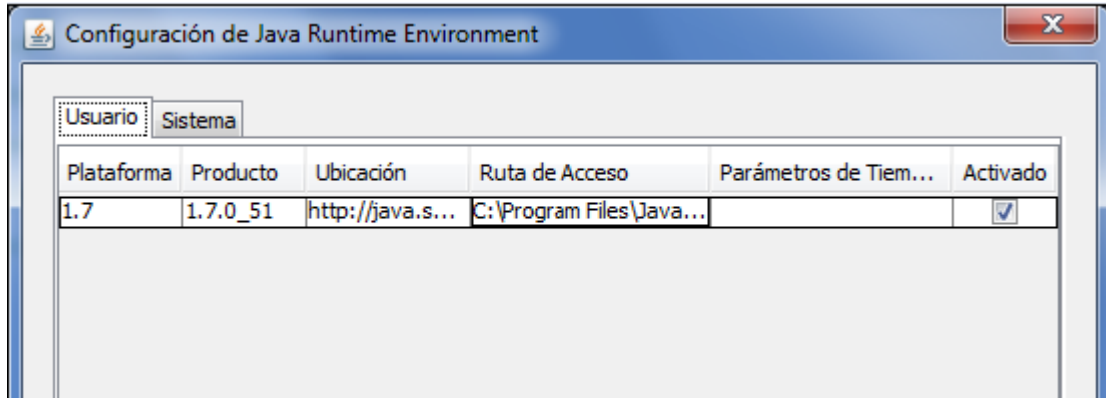 Configuración de Java Runtime Environment
Usuario Sistema
Plataforma Producto Ubicación Ruta de Acceso Parámetros de Tiem... Activado
1.7 1.7.0_51 http://java.s... C:\Program Files\Java...